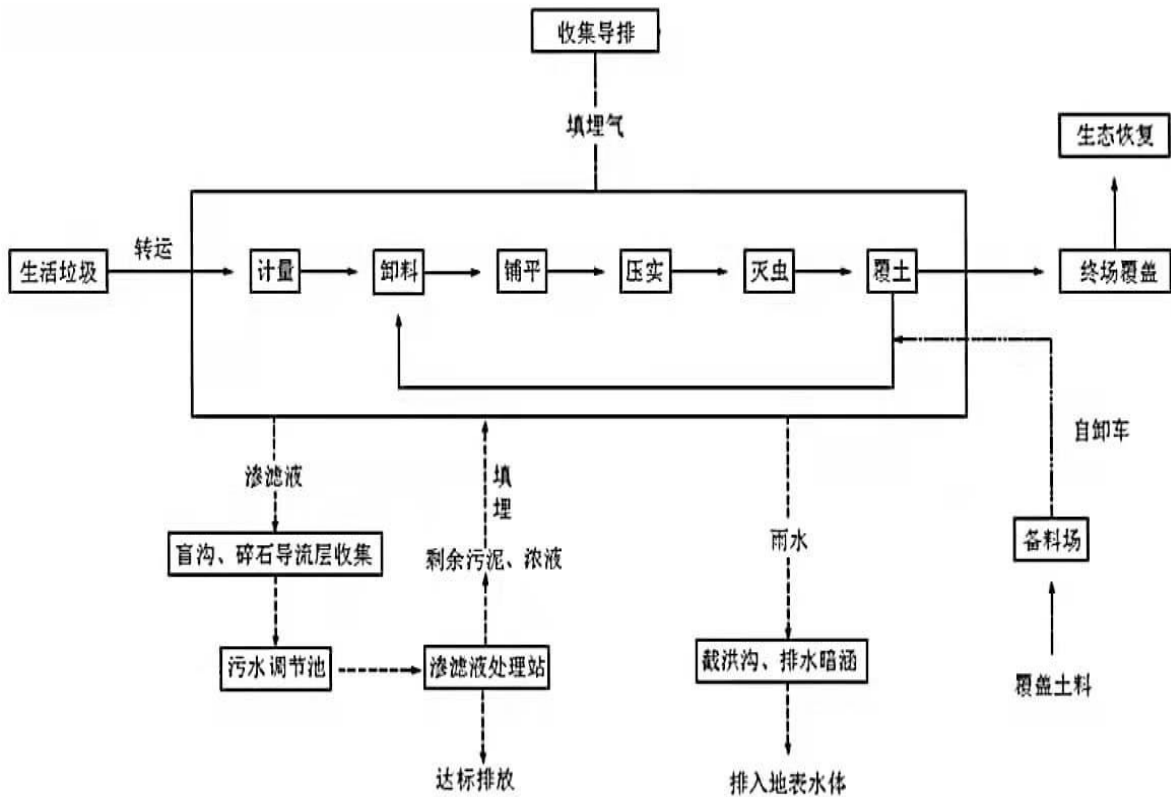 收集导排
填埋气
生态恢复
转运
生活垃圾
计量
卸料
铺平
压实
灭虫
覆土
终场覆盖
自卸车
渗滤液
填
埋
盲沟、碎石导流层收集
剩余污泥、浓液
雨水
备料场
污水调节池
渗滤液处理站
截洪沟、排水暗涵
覆盖土料
达标排放
排入地表水体